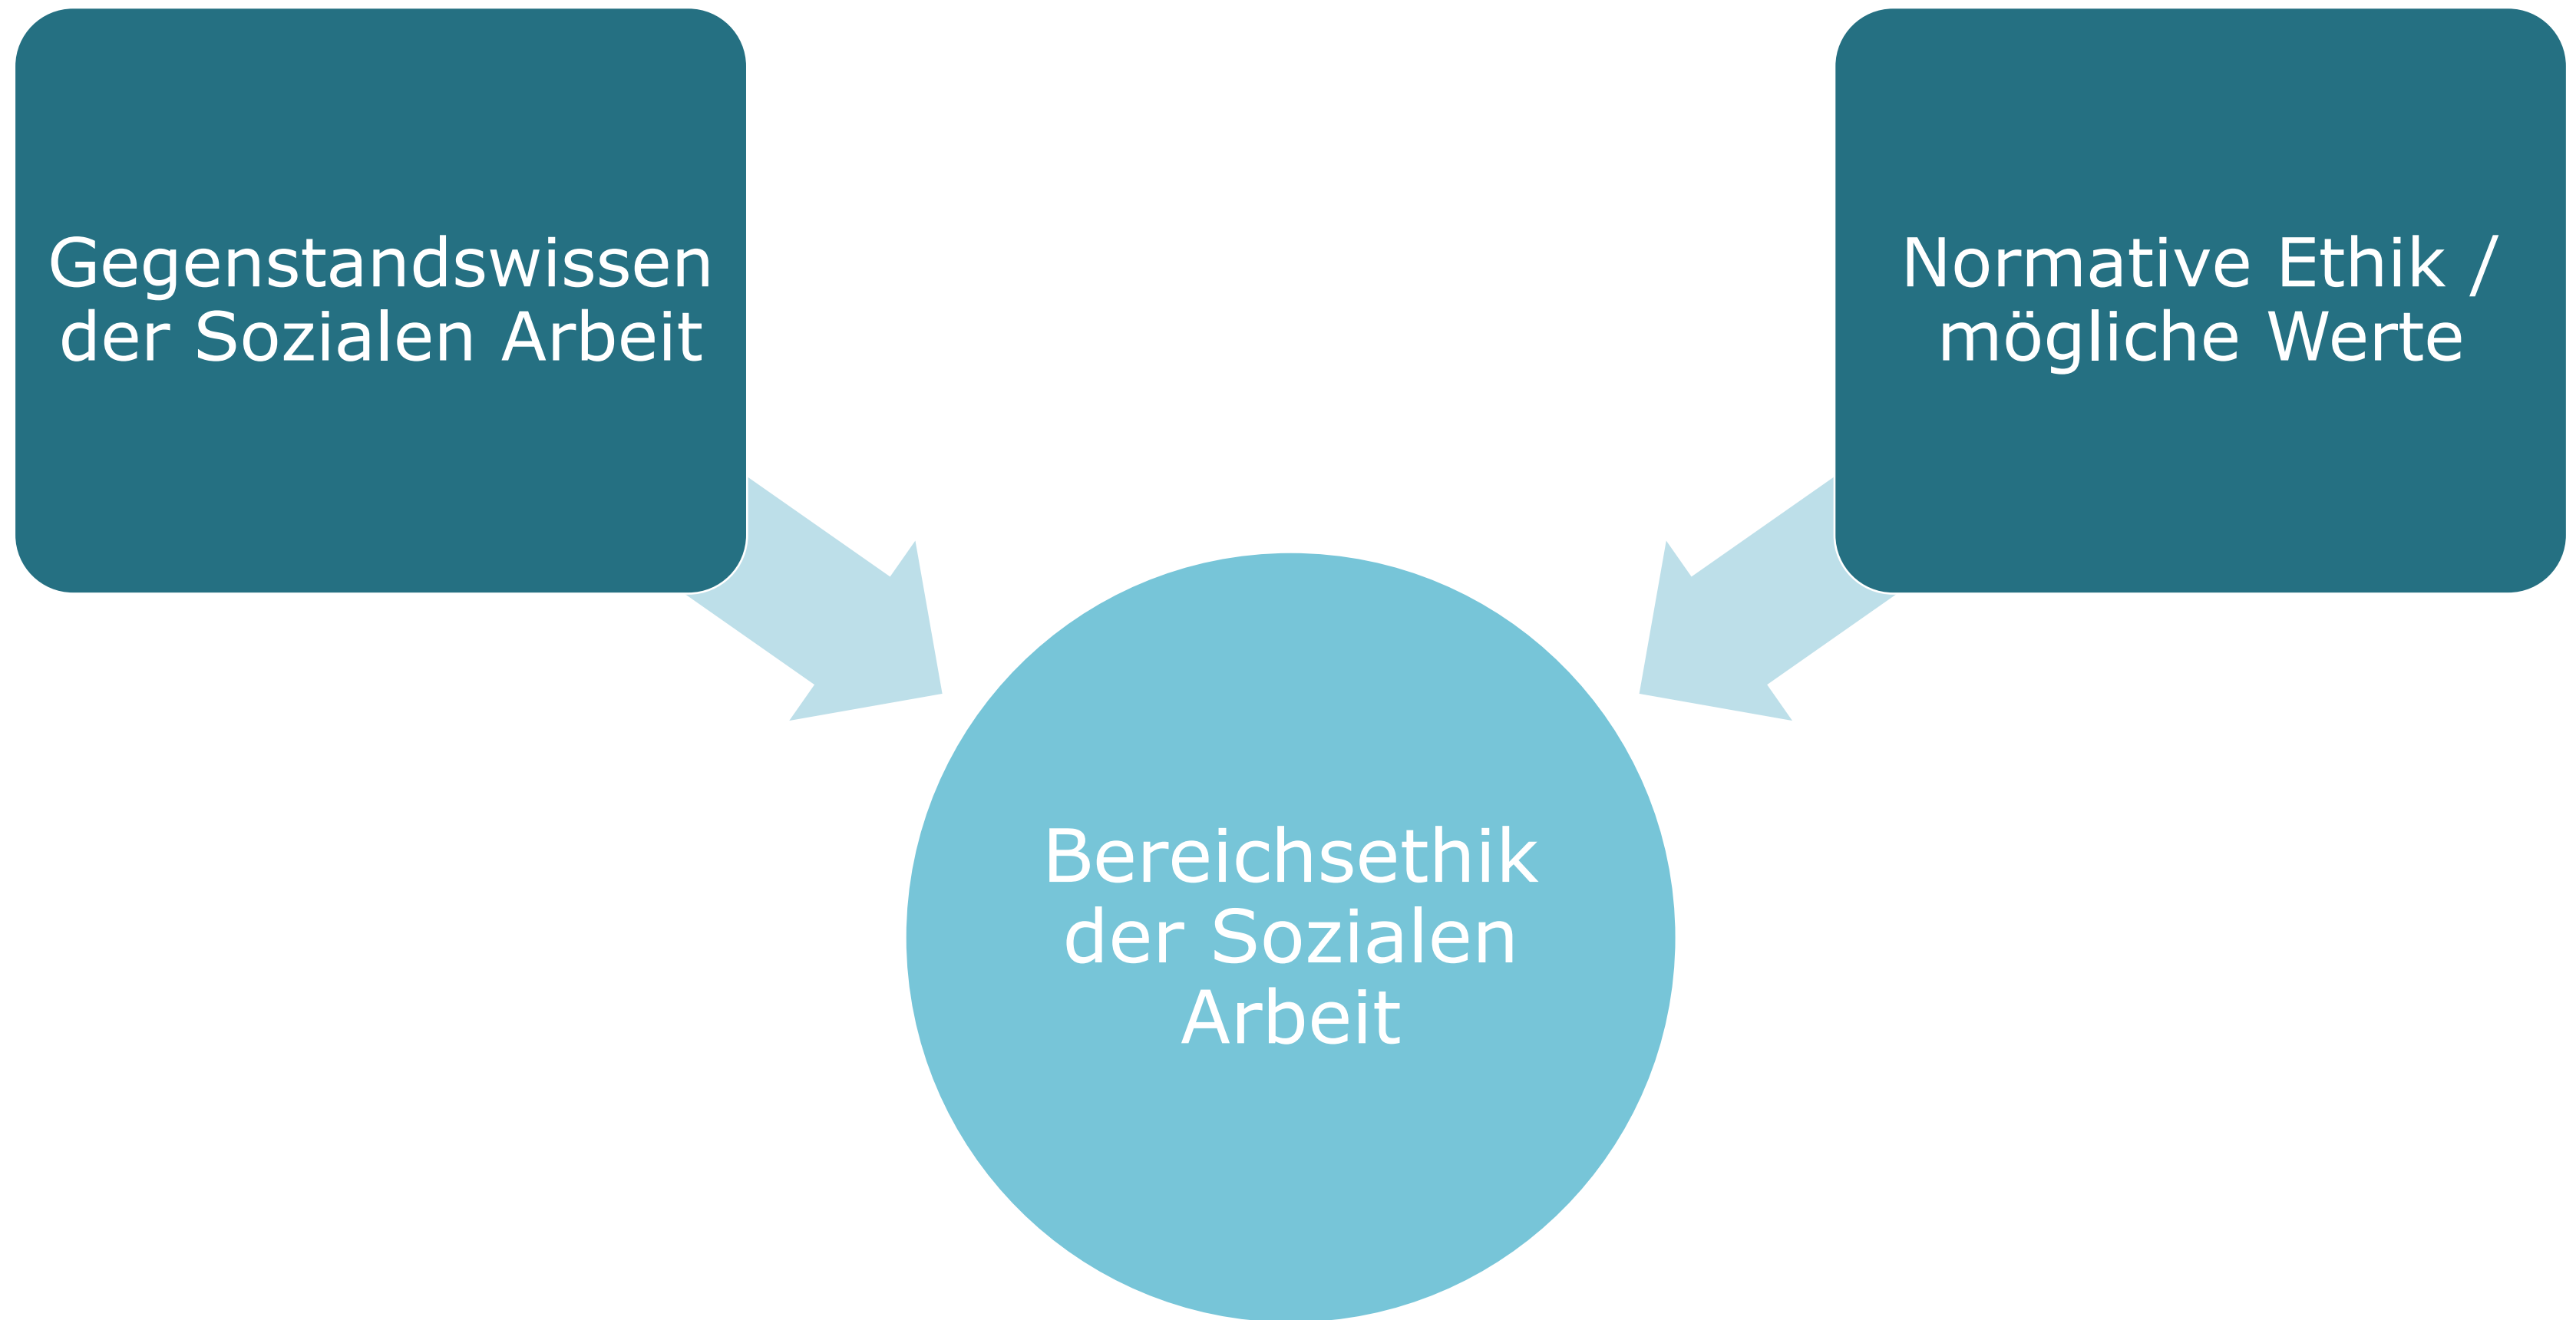 Gegenstandswissen
der Sozialen Arbeit
Normative Ethik /
mögliche Werte
Bereichsethik
der Sozialen
Arbeit